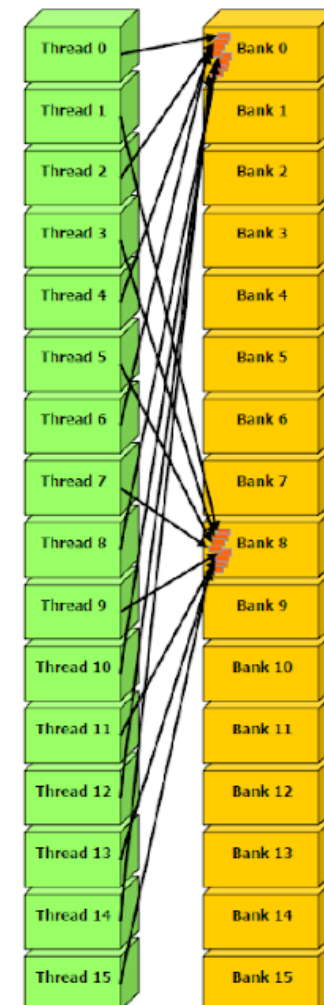 Thread 0 Bank 0
Thread 1 Bank 1
Thread 2 Bank 2
Thread 3 Bank 3
Thread 4 Bank 4
Thread 5 Bank 5
Thread 6 Bank 6
Thread 7 Bank 7
Thread 8 Bank 8
Thread 9 Bank 9
Thread 10 Bank 10
Thread 11 Bank 11
Thread 12 Bank 12
Thread 13 Bank 13
Thread 14 Bank 14
Thread 15 Bank 15